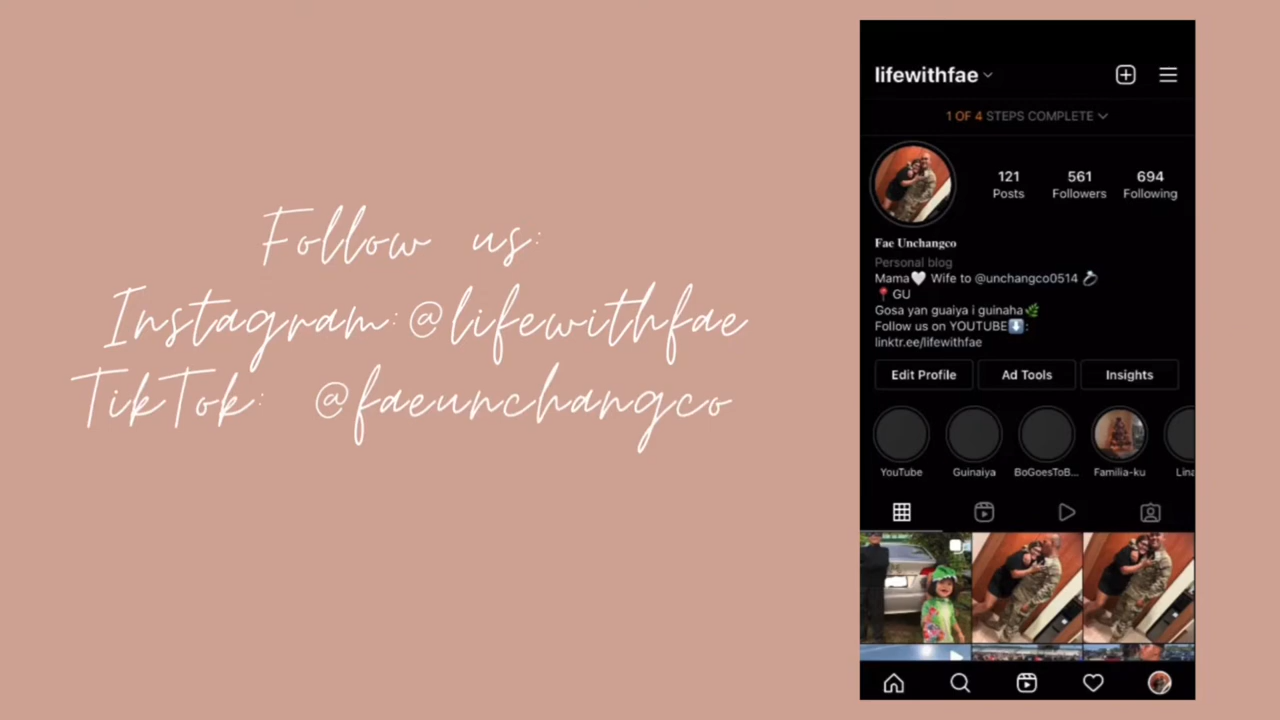 Follow us:
Instagram: @lifewithfae
TikTok: @faeunchangco
lifewithfae
1 OF 4 STEPS COMPLETE
121 561 694
Posts Followers Following
Fae Unchangco
Personal blog
Mama🤍 Wife to @unchangco0514 💍
📍GU
Gosa yan guaiya i guinaha🌿
Follow us on YOUTUBE⬇️:
linktr.ee/lifewithfae
Edit Profile Ad Tools Insights
YouTube Guinaiya BoGoesToB... Familia-ku Lina